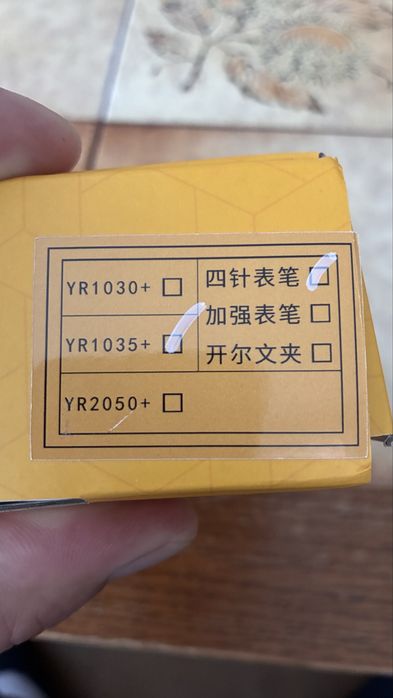 YR1030+ □
YR1035+ □
YR2050+ □
四针表笔 □
加强表笔 □
开尔文夹 □